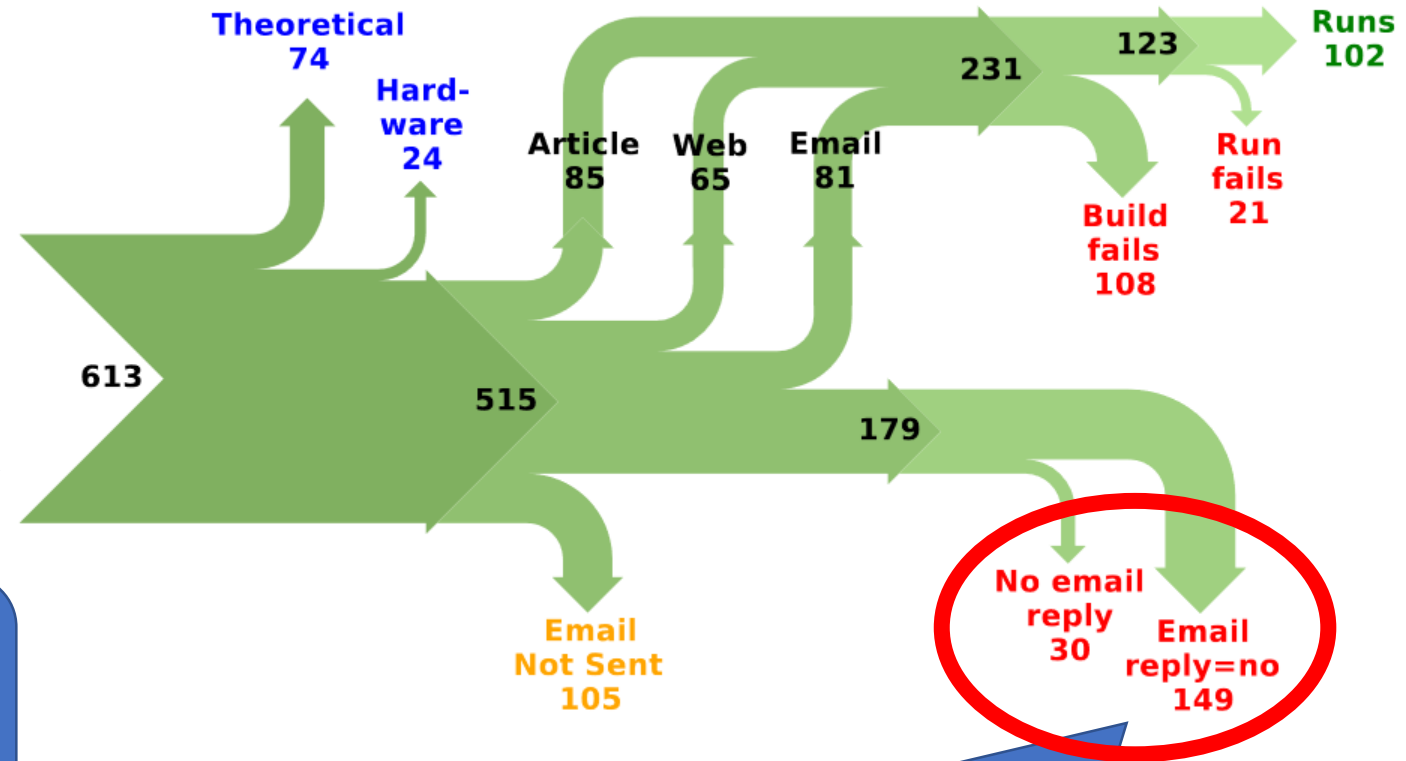 Theoretical
74
Hard-
ware
24
Article
85
Web
65
Email
81
231
123
Runs
102
Run
fails
21
Build
fails
108
613
515
179
Email
Not Sent
105
No email
reply
30
Email
reply=no
149